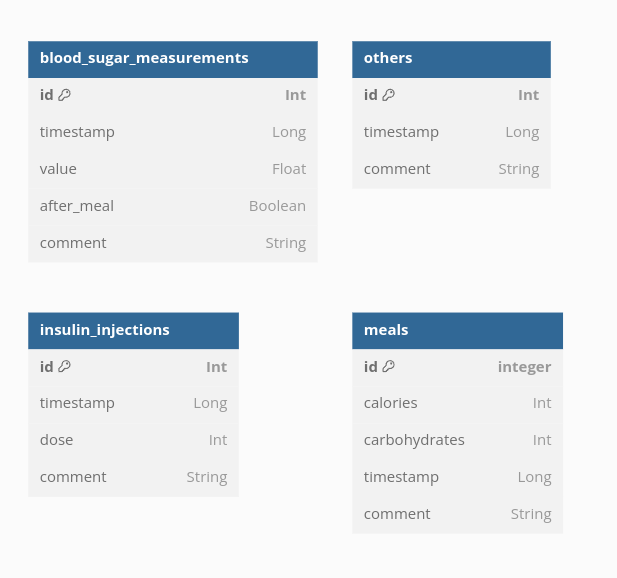 blood_sugar_measurements
id Int
timestamp Long
value Float
after_meal Boolean
comment String
others
id Int
timestamp Long
comment String
insulin_injections
id Int
timestamp Long
dose Int
comment String
meals
id integer
calories Int
carbohydrates Int
timestamp Long
comment String